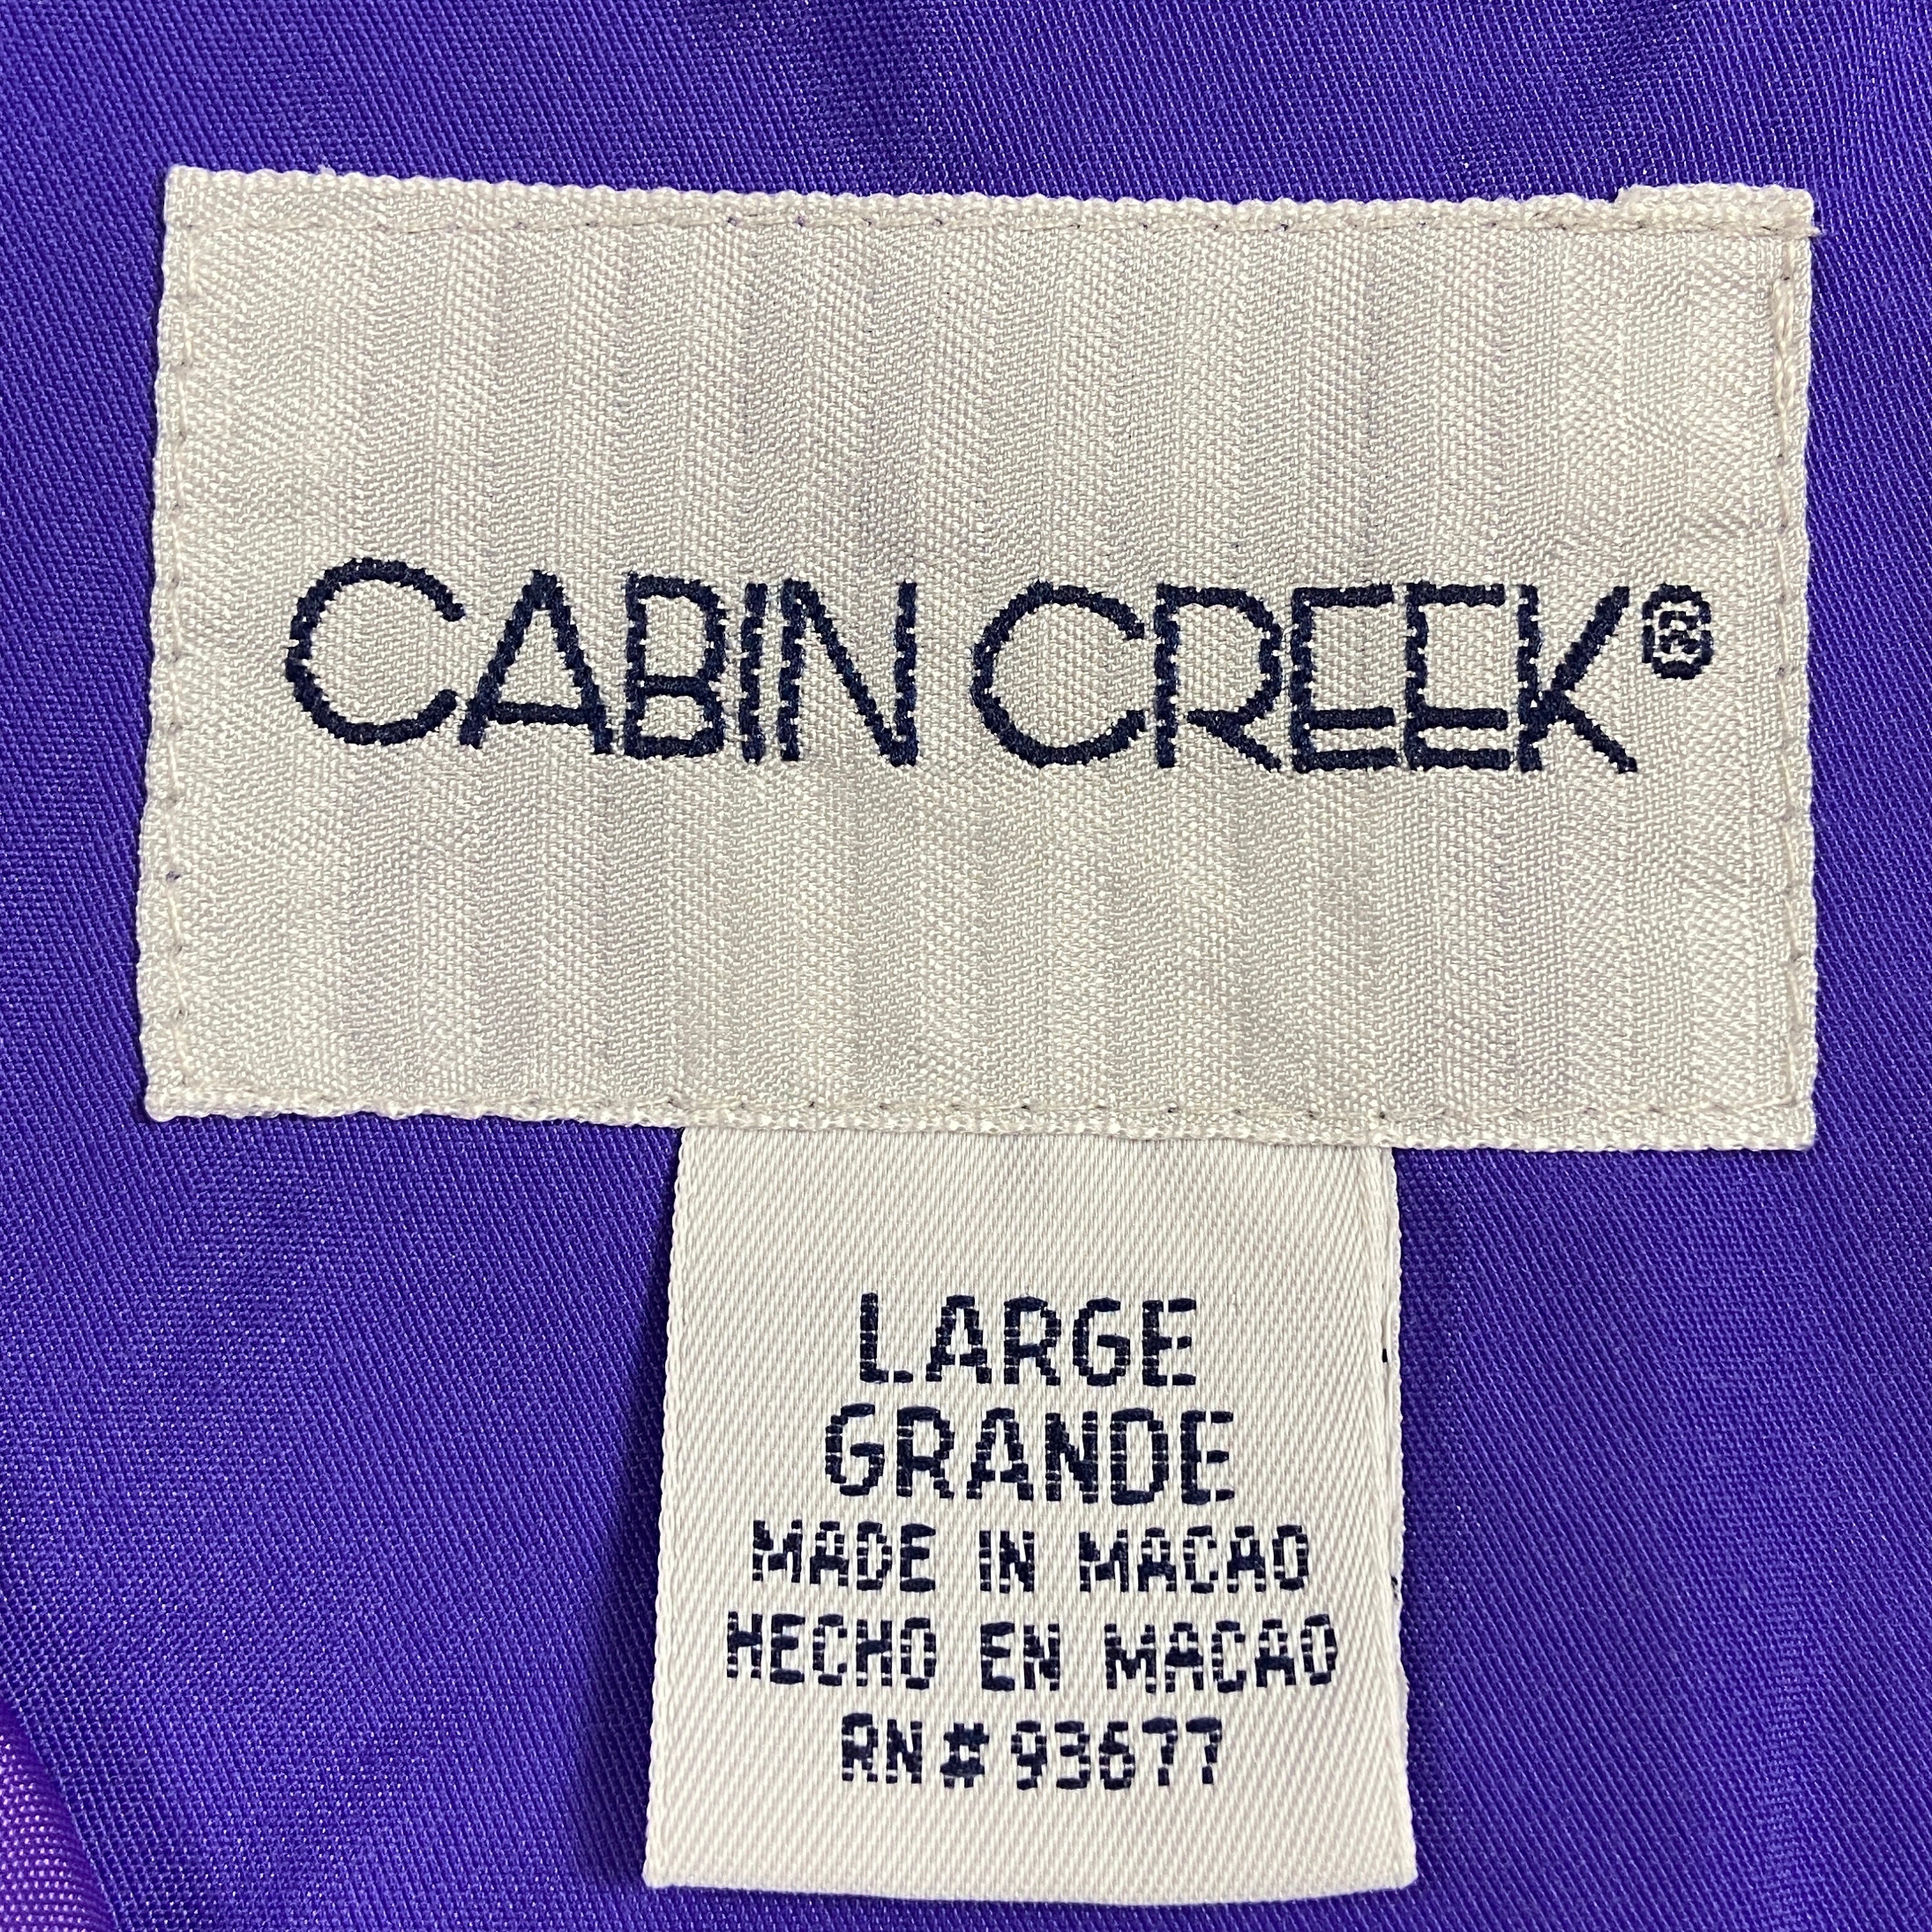 CABIN CREEK®
LARGE
GRANDE
MADE IN MACAO
HECHO EN MACAO
RN# 93677